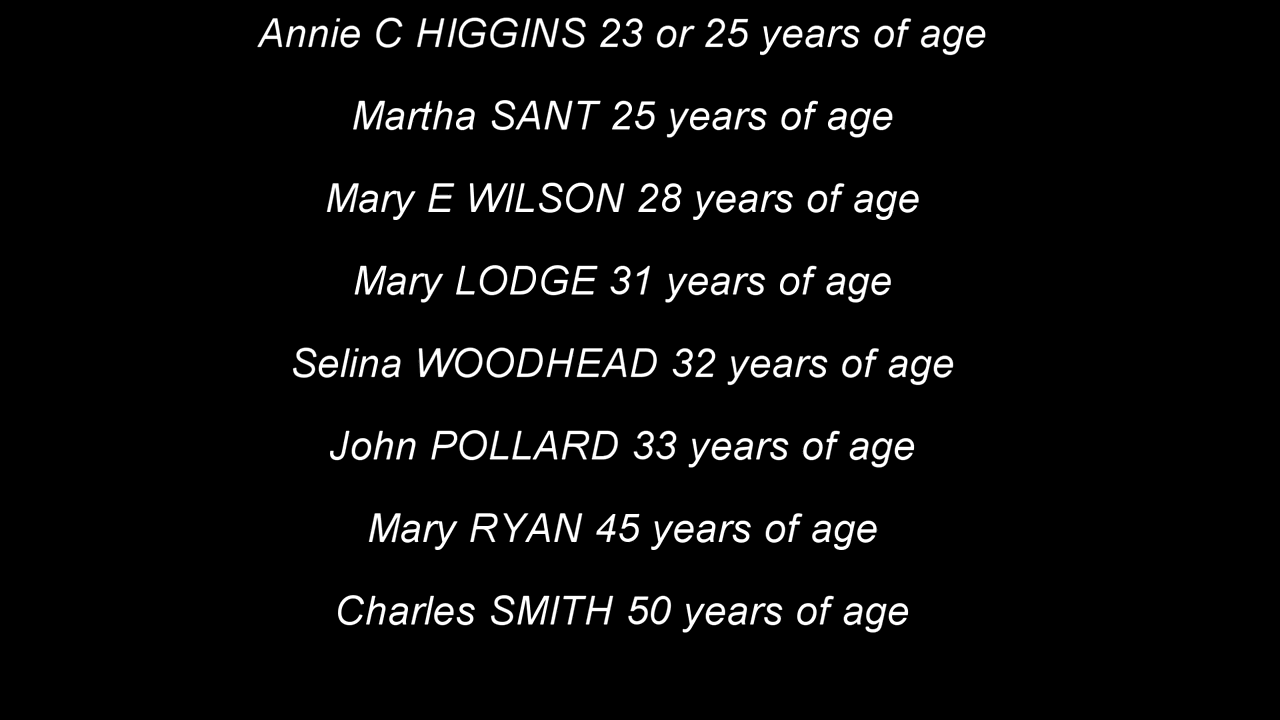 Annie C HIGGINS 23 or 25 years of age
Martha SANT 25 years of age
Mary E WILSON 28 years of age
Mary LODGE 31 years of age
Selina WOODHEAD 32 years of age
John POLLARD 33 years of age
Mary RYAN 45 years of age
Charles SMITH 50 years of age